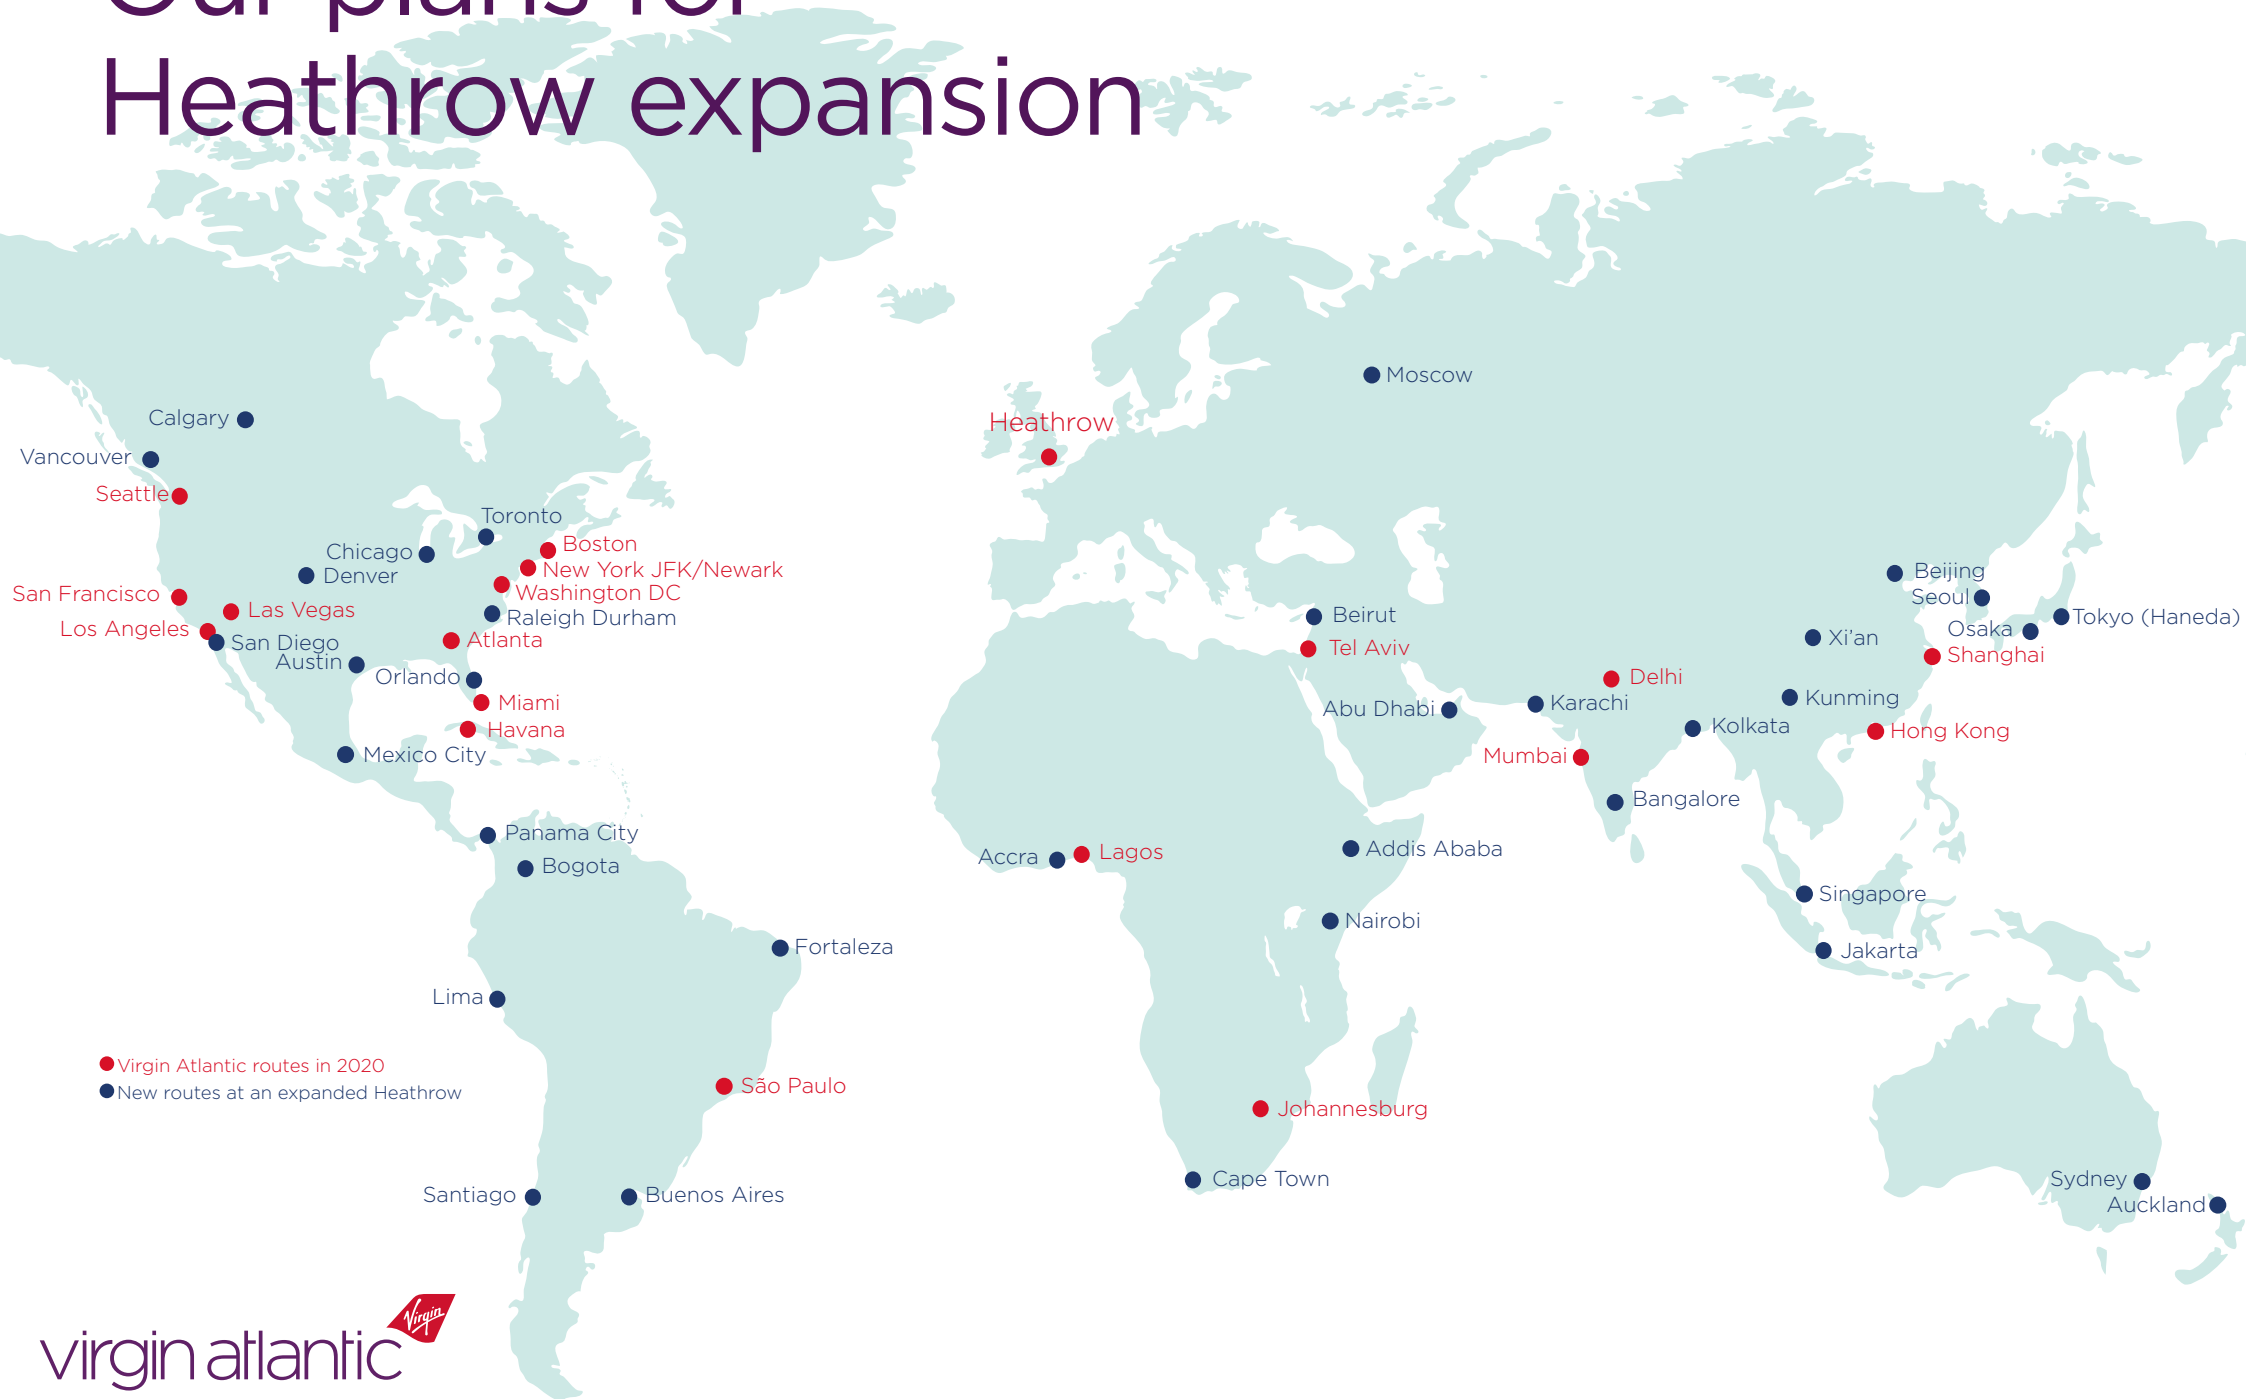 Our plans for
Heathrow expansion
Moscow
Calgary
Heathrow
Vancouver
Seattle
Toronto
Boston
Chicago
New York JFK/Newark
Denver
Washington DC
San Francisco
Las Vegas
Raleigh Durham
Los Angeles
Atlanta
San Diego
Austin
Orlando
Miami
Havana
Mexico City
Beijing
Seoul
Beirut
Tokyo (Haneda)
Osaka
Xi'an
Tel Aviv
Shanghai
Delhi
Kunming
Karachi
Abu Dhabi
Kolkata
Hong Kong
Mumbai
Bangalore
Panama City
Bogota
Accra
Lagos
Addis Ababa
Singapore
Nairobi
Fortaleza
Jakarta
Lima
Virgin Atlantic routes in 2020
New routes at an expanded Heathrow
São Paulo
Johannesburg
Cape Town
Sydney
Santiago
Buenos Aires
Auckland
Virgin
virgin atlantic